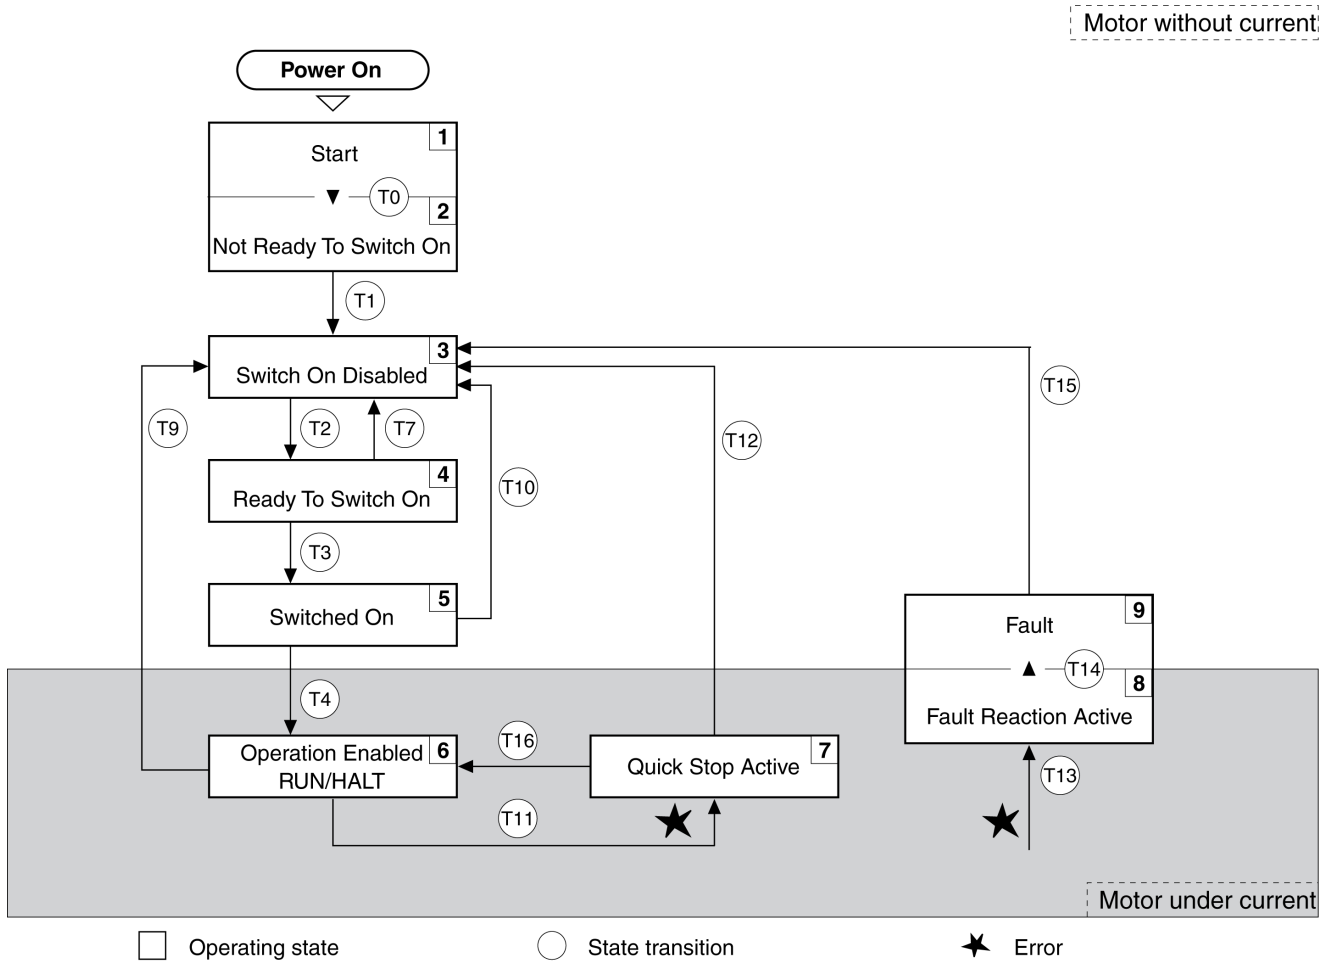 Motor without current
Power On
1
Start
T0
2
Not Ready To Switch On
T1
3
Switch On Disabled
T15
T9
T2
T7
T12
4
Ready To Switch On
T10
T3
5
Switched On
9
Fault
T14
8
Fault Reaction Active
T4
6
Operation Enabled
RUN/HALT
T16
7
Quick Stop Active
T13
T11
Motor under current
Operating state
State transition
Error